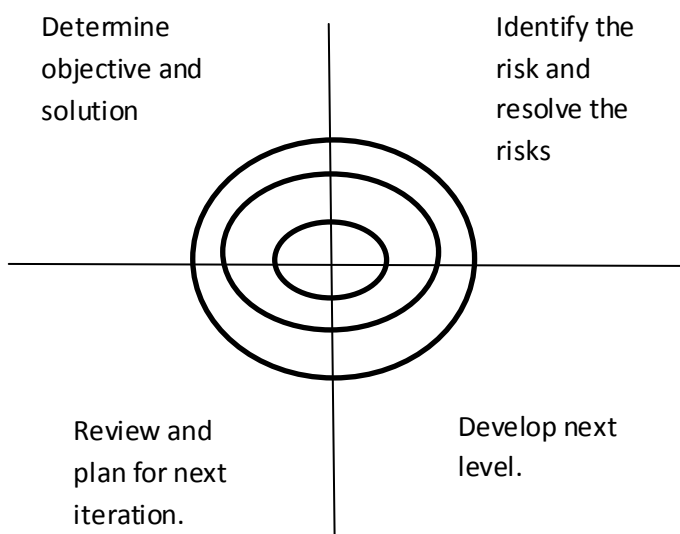 Determine
objective and
solution
Identify the
risk and
resolve the
risks
Review and
plan for next
iteration.
Develop next
level.